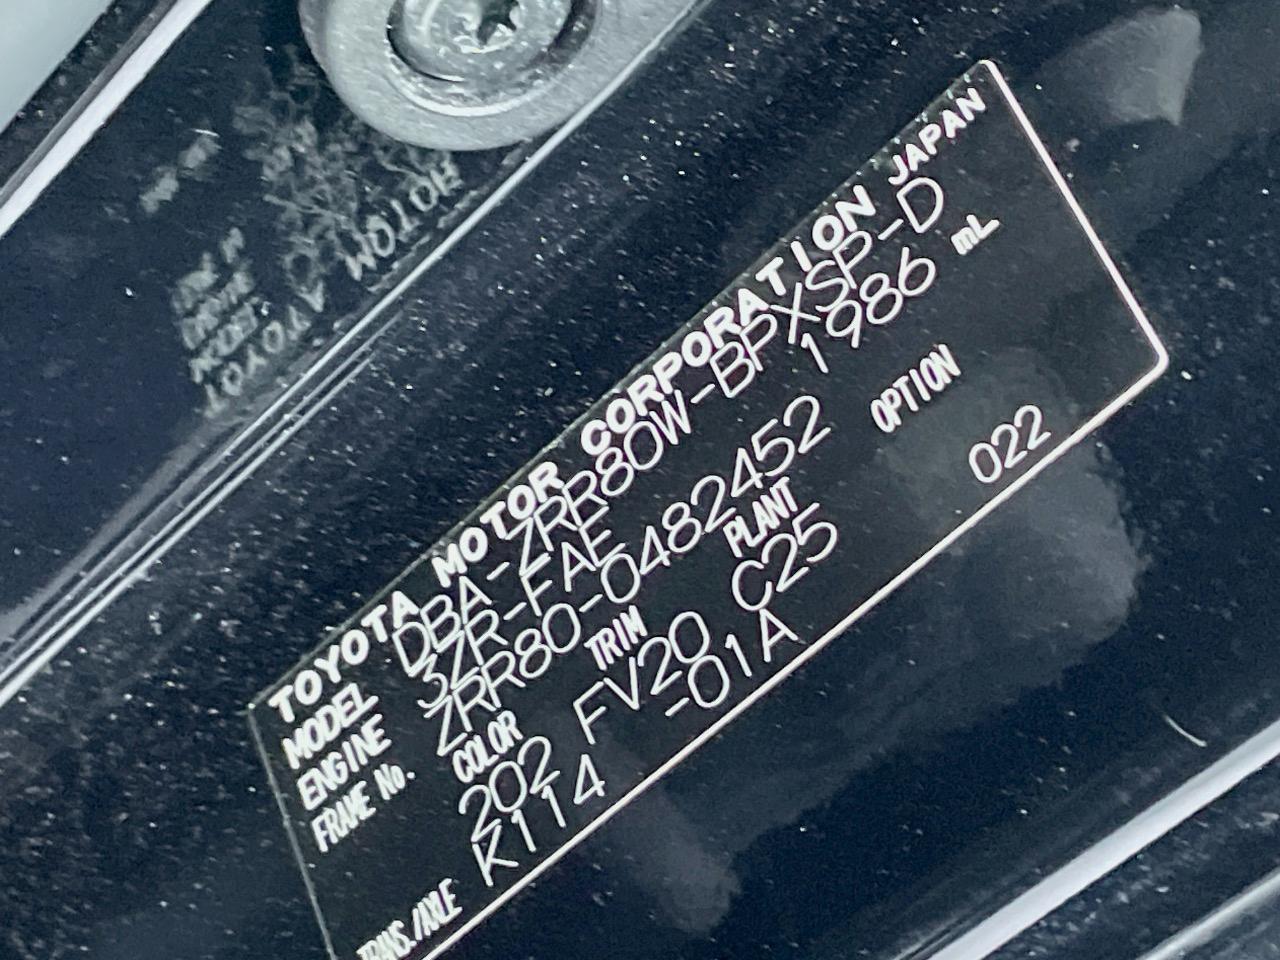 TOYOTA MOTOR CORPORATION JAPAN
MODEL DBA-ZRR80W-BPXSP-D
ENGINE 3ZR-FAE 1986 mL
FRAME No. ZRR80-0482452
COLOR TRIM PLANT OPTION
202 FV20 C25 022
TRANS./AXLE K114 -01A